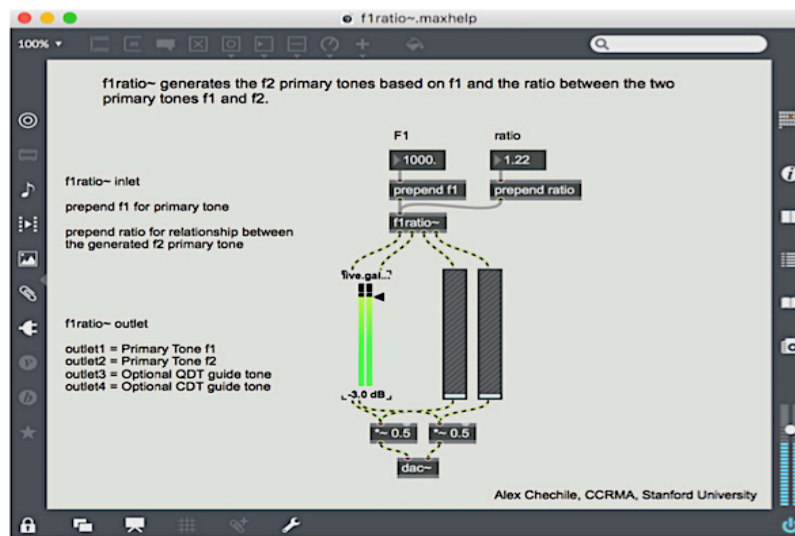 f1ratio~.maxhelp
100%
f1ratio~ generates the f2 primary tones based on f1 and the ratio between the two
primary tones f1 and f2.
F1
ratio
1000.
1.22
prepend f1
prepend ratio
f1ratio~
f1ratio~ inlet
prepend f1 for primary tone
prepend ratio for relationship between
the generated f2 primary tone
live.gai...
-3.0 dB
f1ratio~ outlet
outlet1 = Primary Tone f1
outlet2 = Primary Tone f2
outlet3 = Optional QDT guide tone
outlet4 = Optional CDT guide tone
*~ 0.5
*~ 0.5
dac~
Alex Chechile, CCRMA, Stanford University